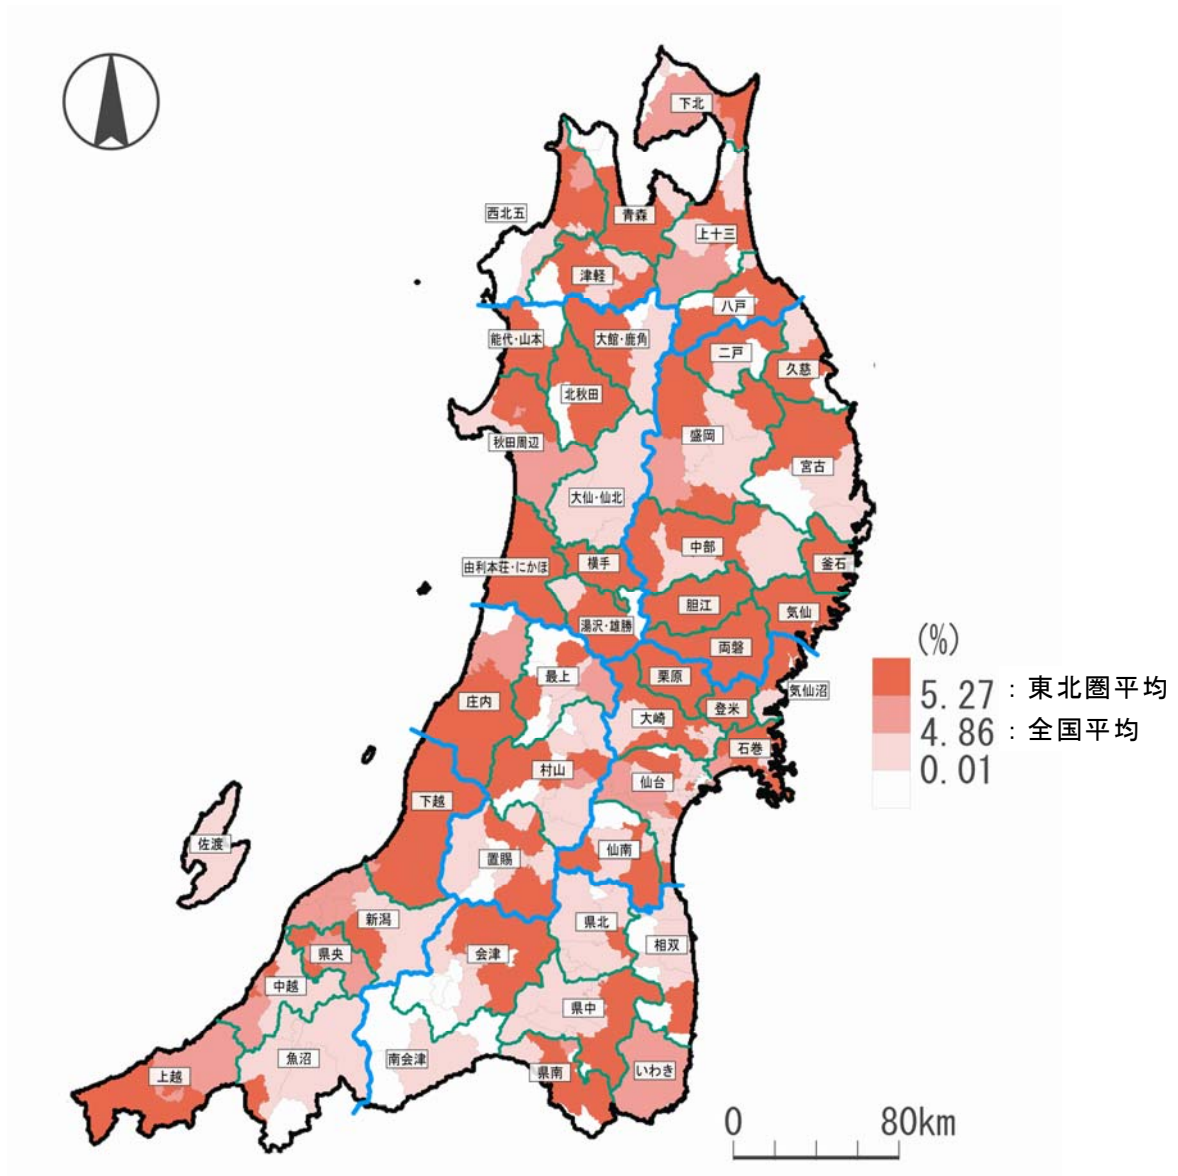 下北
西北五
青森
上十三
津軽
八戸
能代・山本
大館・鹿角
二戸
久慈
北秋田
秋田周辺
盛岡
宮古
大仙・仙北
中部
横手
釜石
由利本荘・にかほ
胆江
気仙
湯沢・雄勝
両磐
(%)
最上
栗原
気仙沼
5.27：東北圏平均
庄内
登米
大崎
4.86：全国平均
石巻
村山
仙台
0.01
下越
佐渡
置賜
仙南
新潟
県北
相双
県央
会津
中越
県中
魚沼
南会津
上越
県南
いわき
0 80km